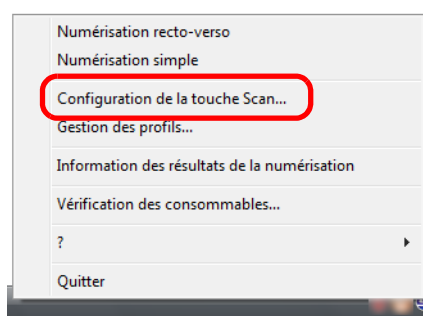 Numérisation recto-verso
Numérisation simple
Configuration de la touche Scan...
Gestion des profils...
Information des résultats de la numérisation
Vérification des consommables...
?
Quitter